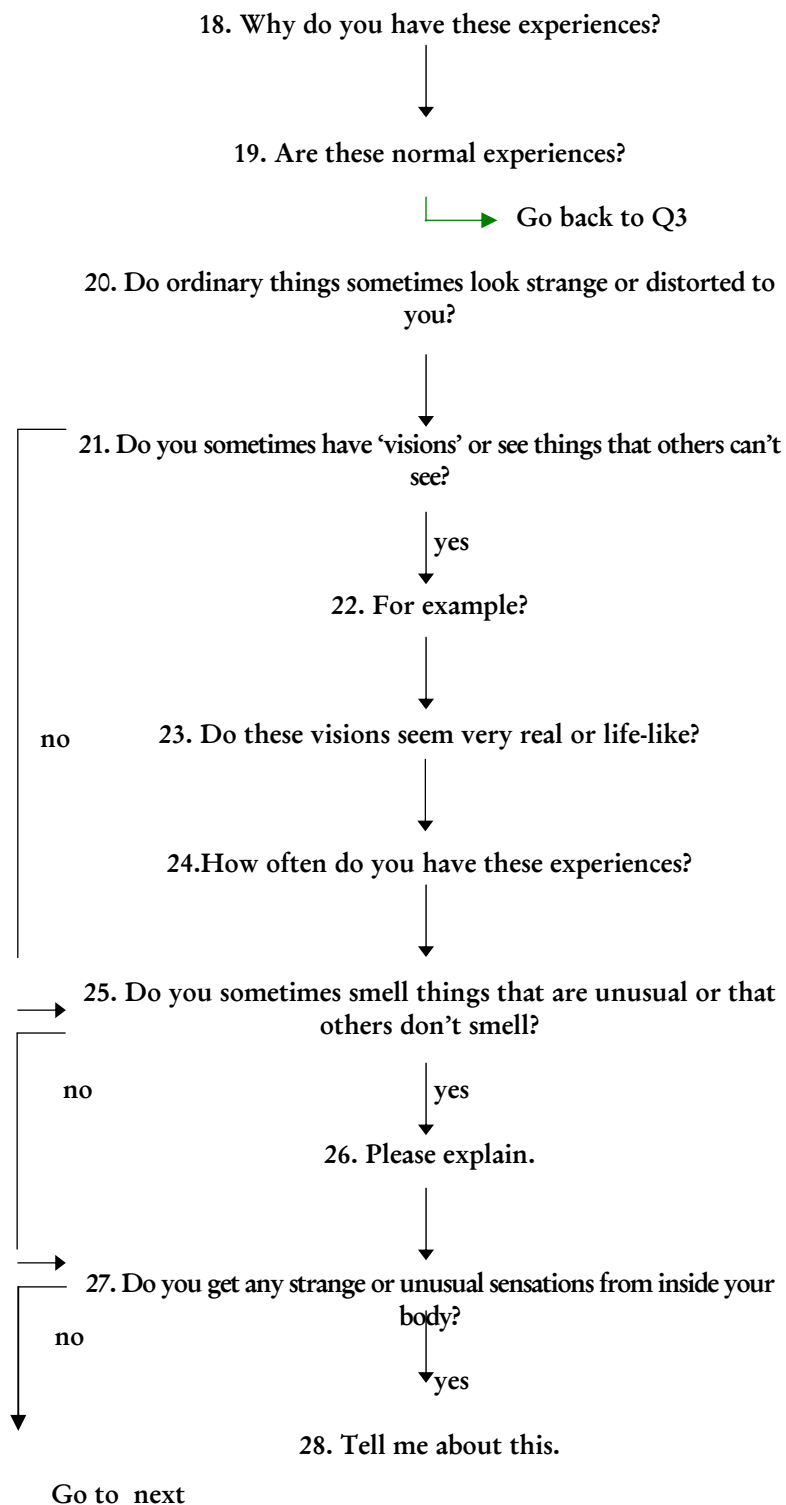 18. Why do you have these experiences?
19. Are these normal experiences?
Go back to Q3
20. Do ordinary things sometimes look strange or distorted to
you?
21. Do you sometimes have ‘visions’ or see things that others can’t
see?
yes
22. For example?
no
23. Do these visions seem very real or life-like?
24.How often do you have these experiences?
25. Do you sometimes smell things that are unusual or that
others don’t smell?
no
yes
26. Please explain.
27. Do you get any strange or unusual sensations from inside your
body?
no
yes
28. Tell me about this.
Go to next